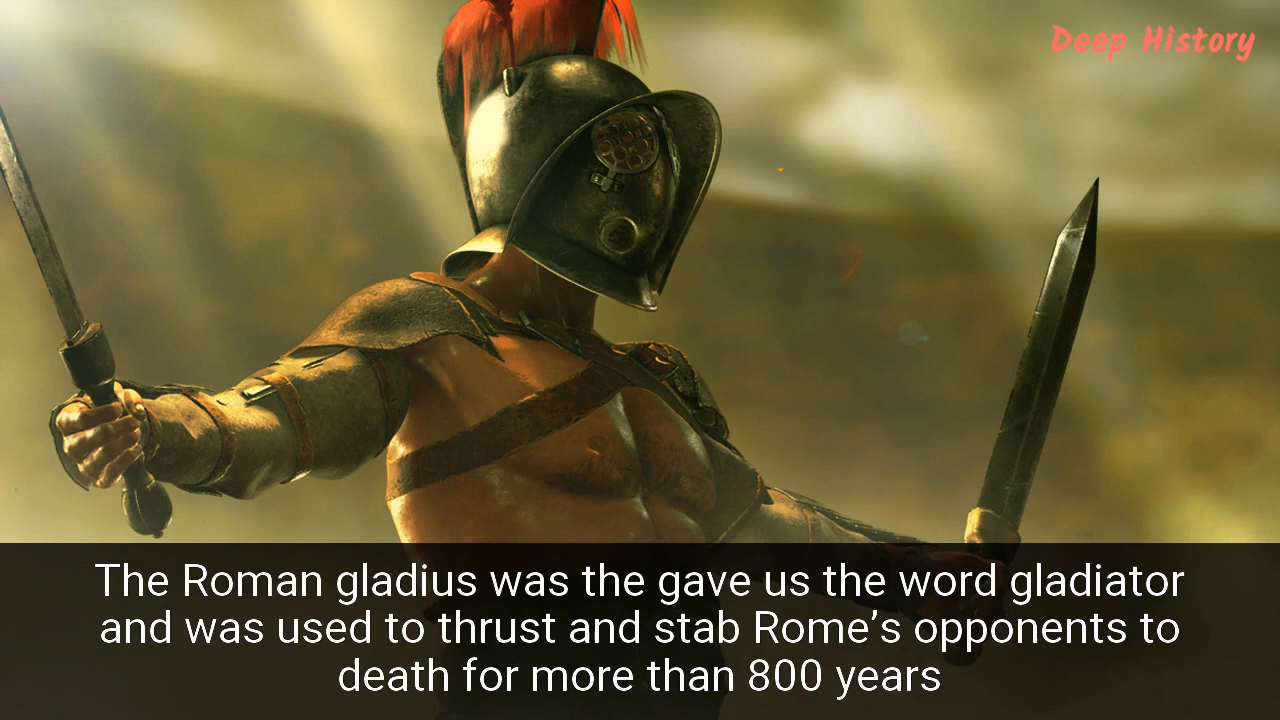 Deep History
The Roman gladius was the gave us the word gladiator
and was used to thrust and stab Rome’s opponents to
death for more than 800 years